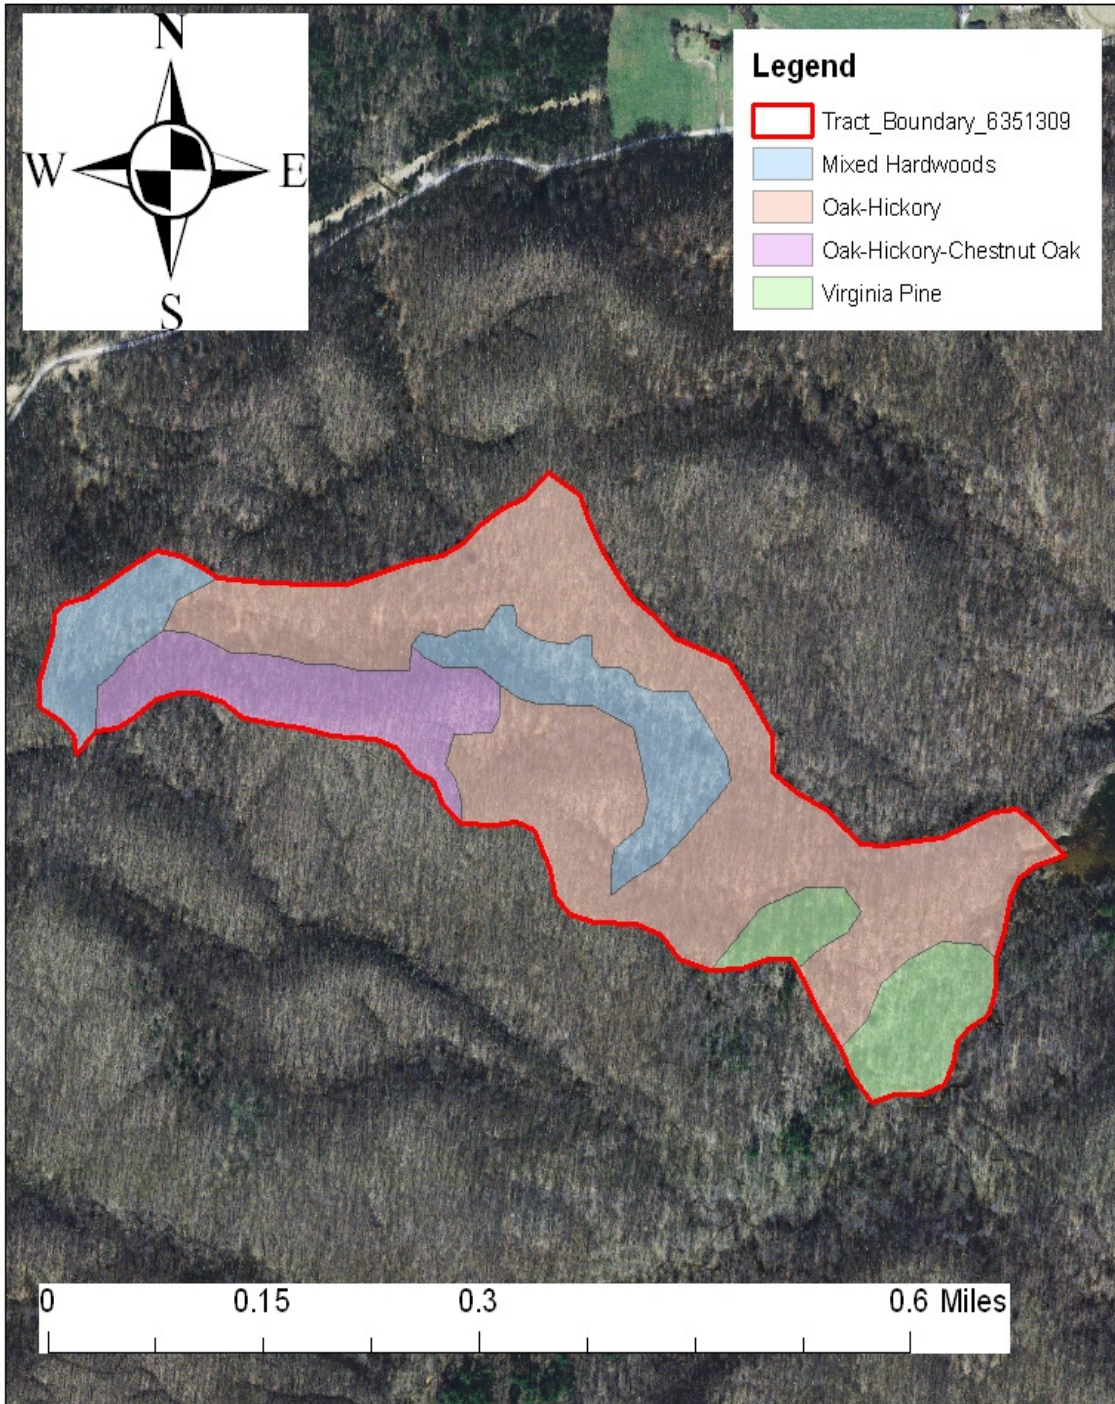 N
W E
S
Legend
Tract_Boundary_6351309
Mixed Hardwoods
Oak-Hickory
Oak-Hickory-Chestnut Oak
Virginia Pine
0 0.15 0.3 0.6 Miles